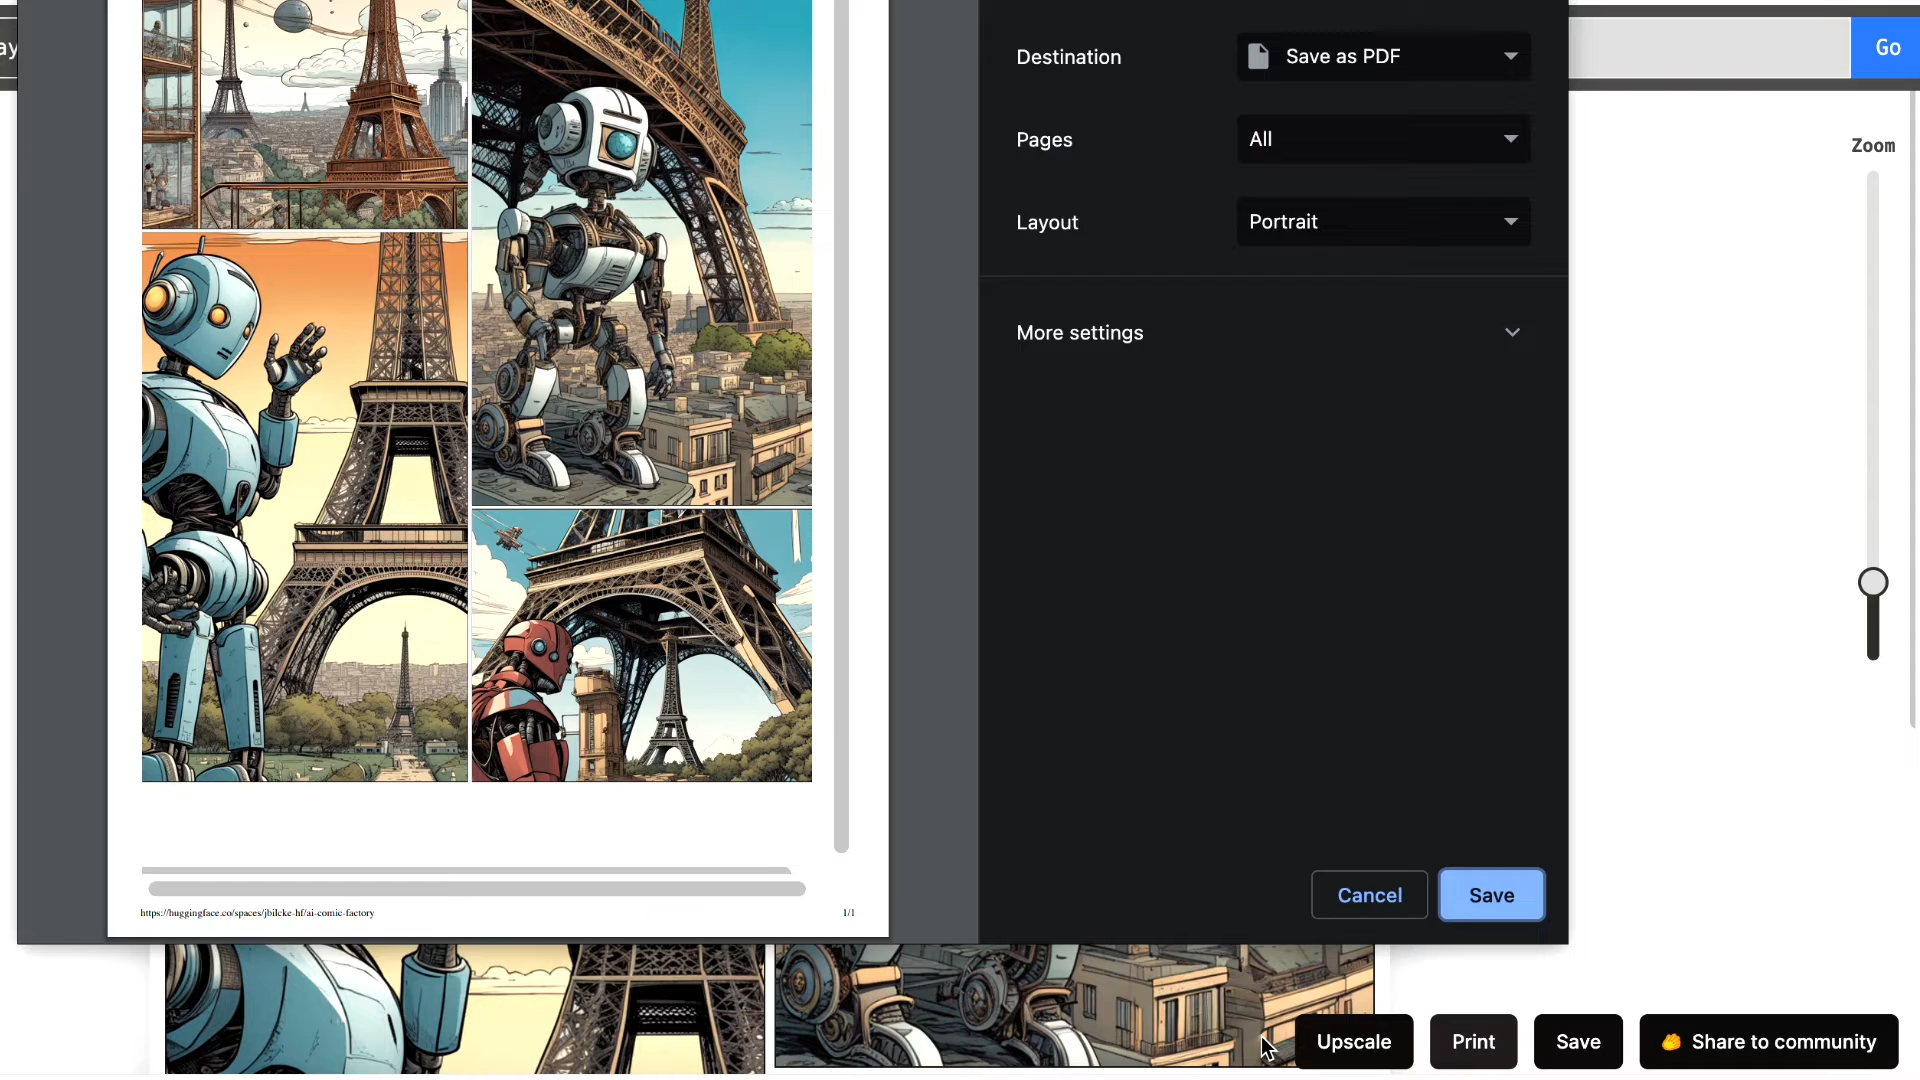 ay
Go
Destination
Save as PDF
Pages
All
Layout
Portrait
More settings
Zoom
Cancel
Save
https://huggingface.co/spaces/jbilcke-hf/ai-comic-factory
1/1
Upscale
Print
Save
Share to community